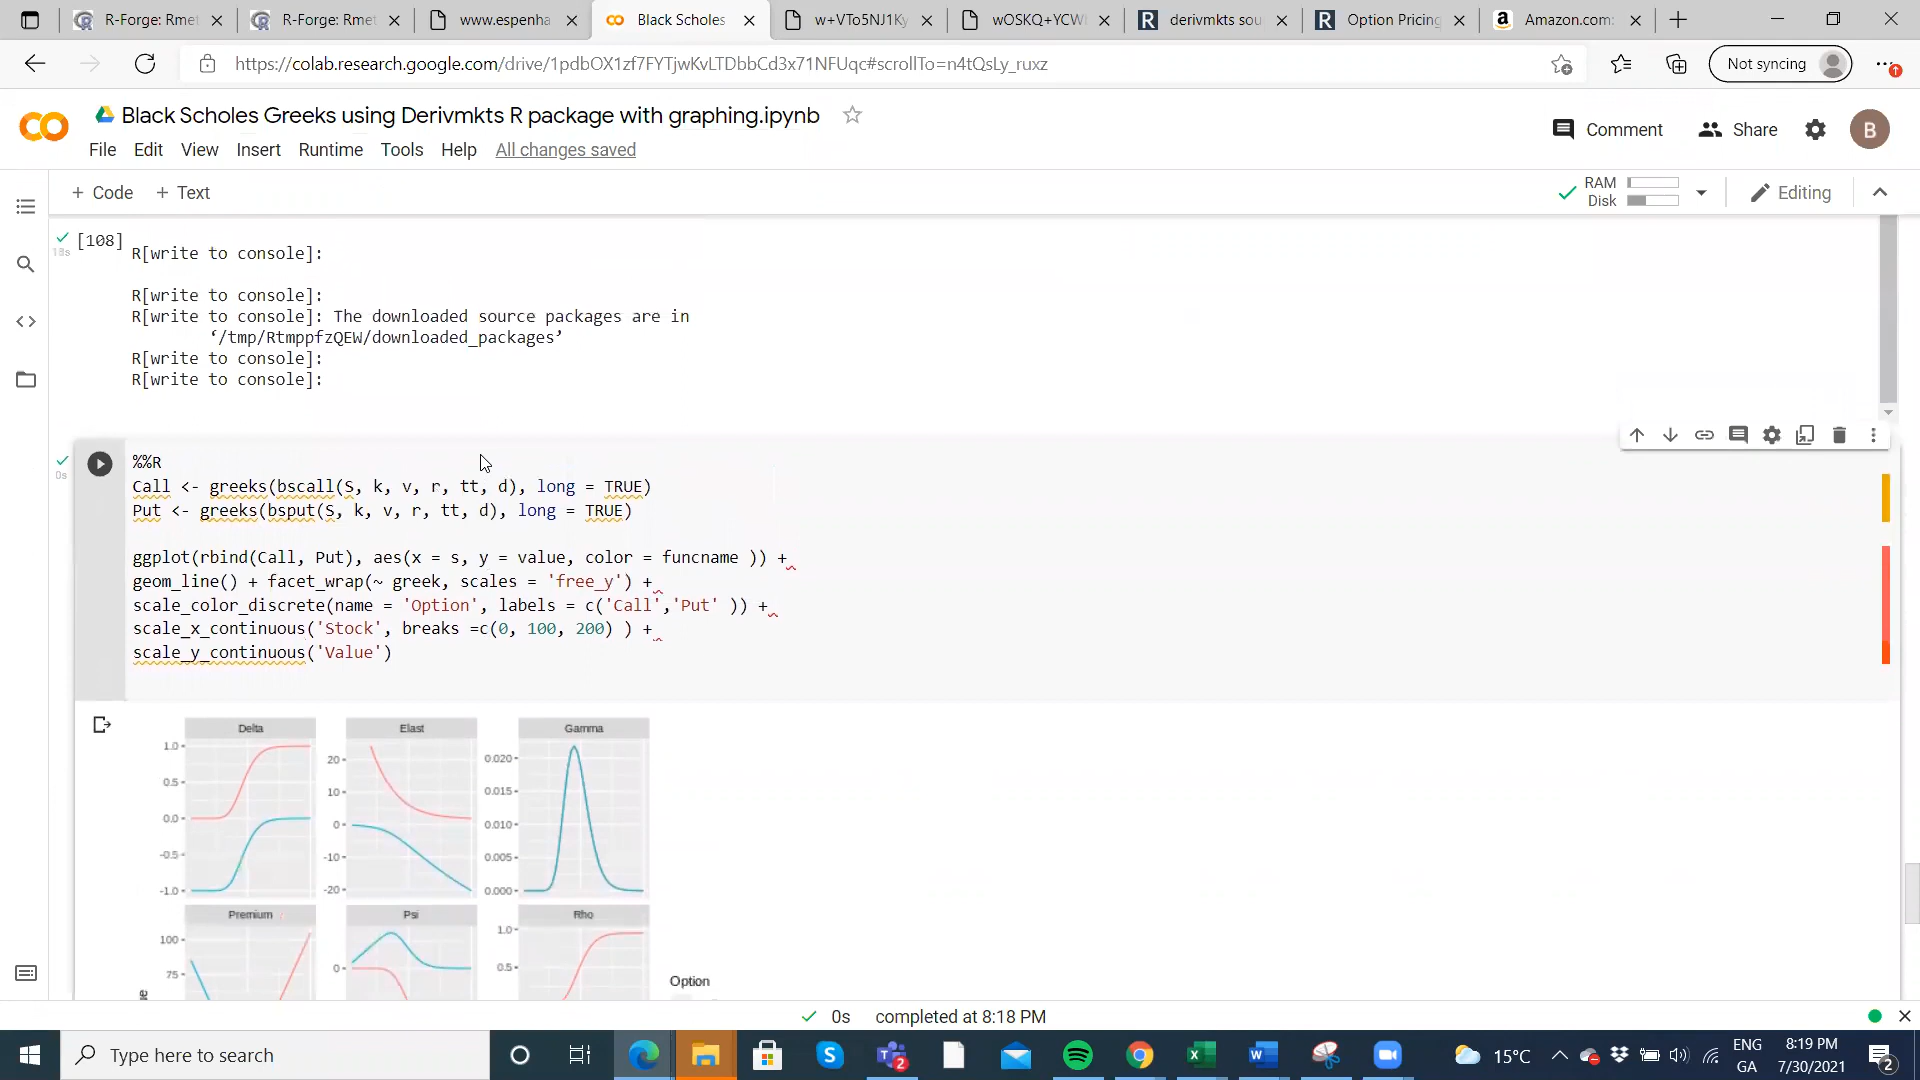 R-Forge: Rmet
R-Forge: Rmet
www.espenha
Black Scholes
w+VTo5NJ1Ky
wOSKQ+YCW
derivmkts sou
Option Pricing
Amazon.com:
https://colab.research.google.com/drive/1pdbOX1zf7FYTjwKvLTDbbCd3x71NFUqc#scrollTo=n4tQsLy_ruxz
Not syncing
Black Scholes Greeks using Derivmkts R package with graphing.ipynb
Comment
Share
B
File Edit View Insert Runtime Tools Help All changes saved
+ Code + Text
RAM
Disk
Editing
[108]
R[write to console]:
R[write to console]:
R[write to console]: The downloaded source packages are in
‘/tmp/RtmppfzQEW/downloaded_packages’
R[write to console]:
R[write to console]:
0s
%%R
Call <- greeks(bscall(S, k, v, r, tt, d), long = TRUE)
Put <- greeks(bsput(S, k, v, r, tt, d), long = TRUE)
ggplot(rbind(Call, Put), aes(x = s, y = value, color = funcname )) +
geom_line() + facet_wrap(~ greek, scales = 'free_y') +
scale_color_discrete(name = 'Option', labels = c('Call','Put' )) +
scale_x_continuous('Stock', breaks =c(0, 100, 200) ) +
scale_y_continuous('Value')
Delta
1.0
0.5
0.0
-0.5
-1.0
Elast
20
10
0
-10
-20
Gamma
0.020
0.015
0.010
0.005
0.000
Premium
100
75
Psi
0
Rho
1.0
0.5
Option
0s completed at 8:18 PM
Type here to search
2
15°C
ENG
GA
8:19 PM
7/30/2021
2